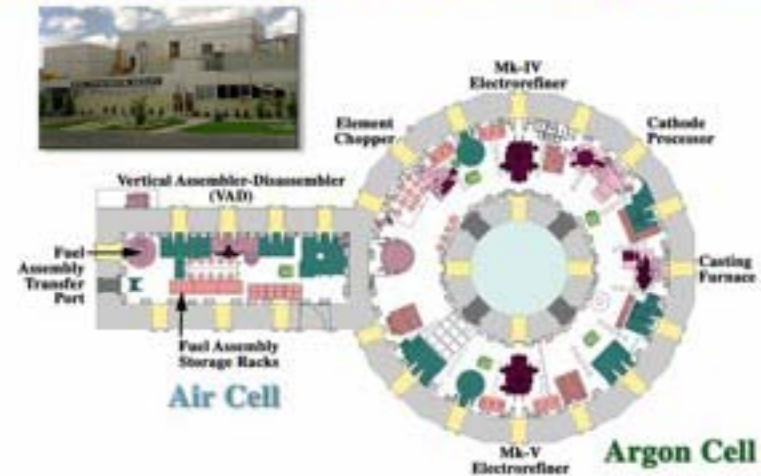 Mk-IV
Electrorefiner
Element
Chopper
Cathode
Processor
Vertical Assembler-Disassembler
(VAD)
Fuel
Assembly
Transfer
Port
Casting
Furnace
Fuel Assembly
Storage Racks
Air Cell
Mk-V
Electrorefiner
Argon Cell